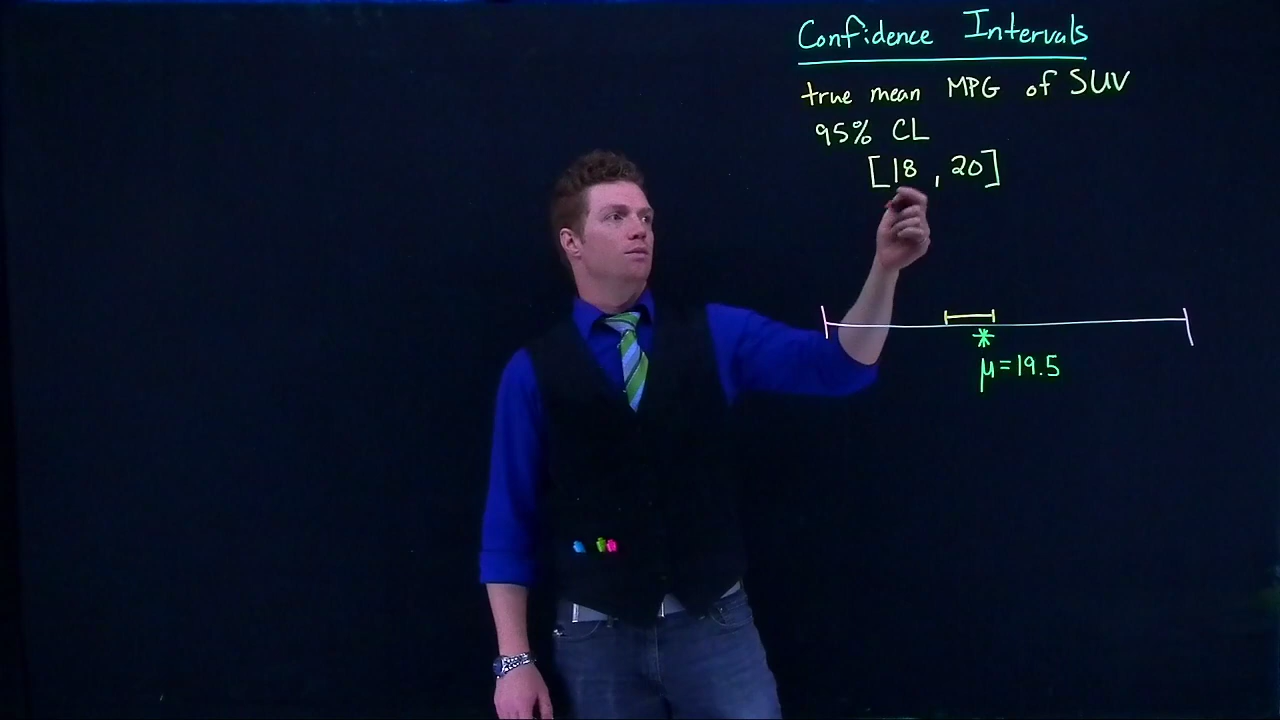 Confidence Intervals
true mean MPG of SUV
95% CL
[18, 20]
μ=19.5